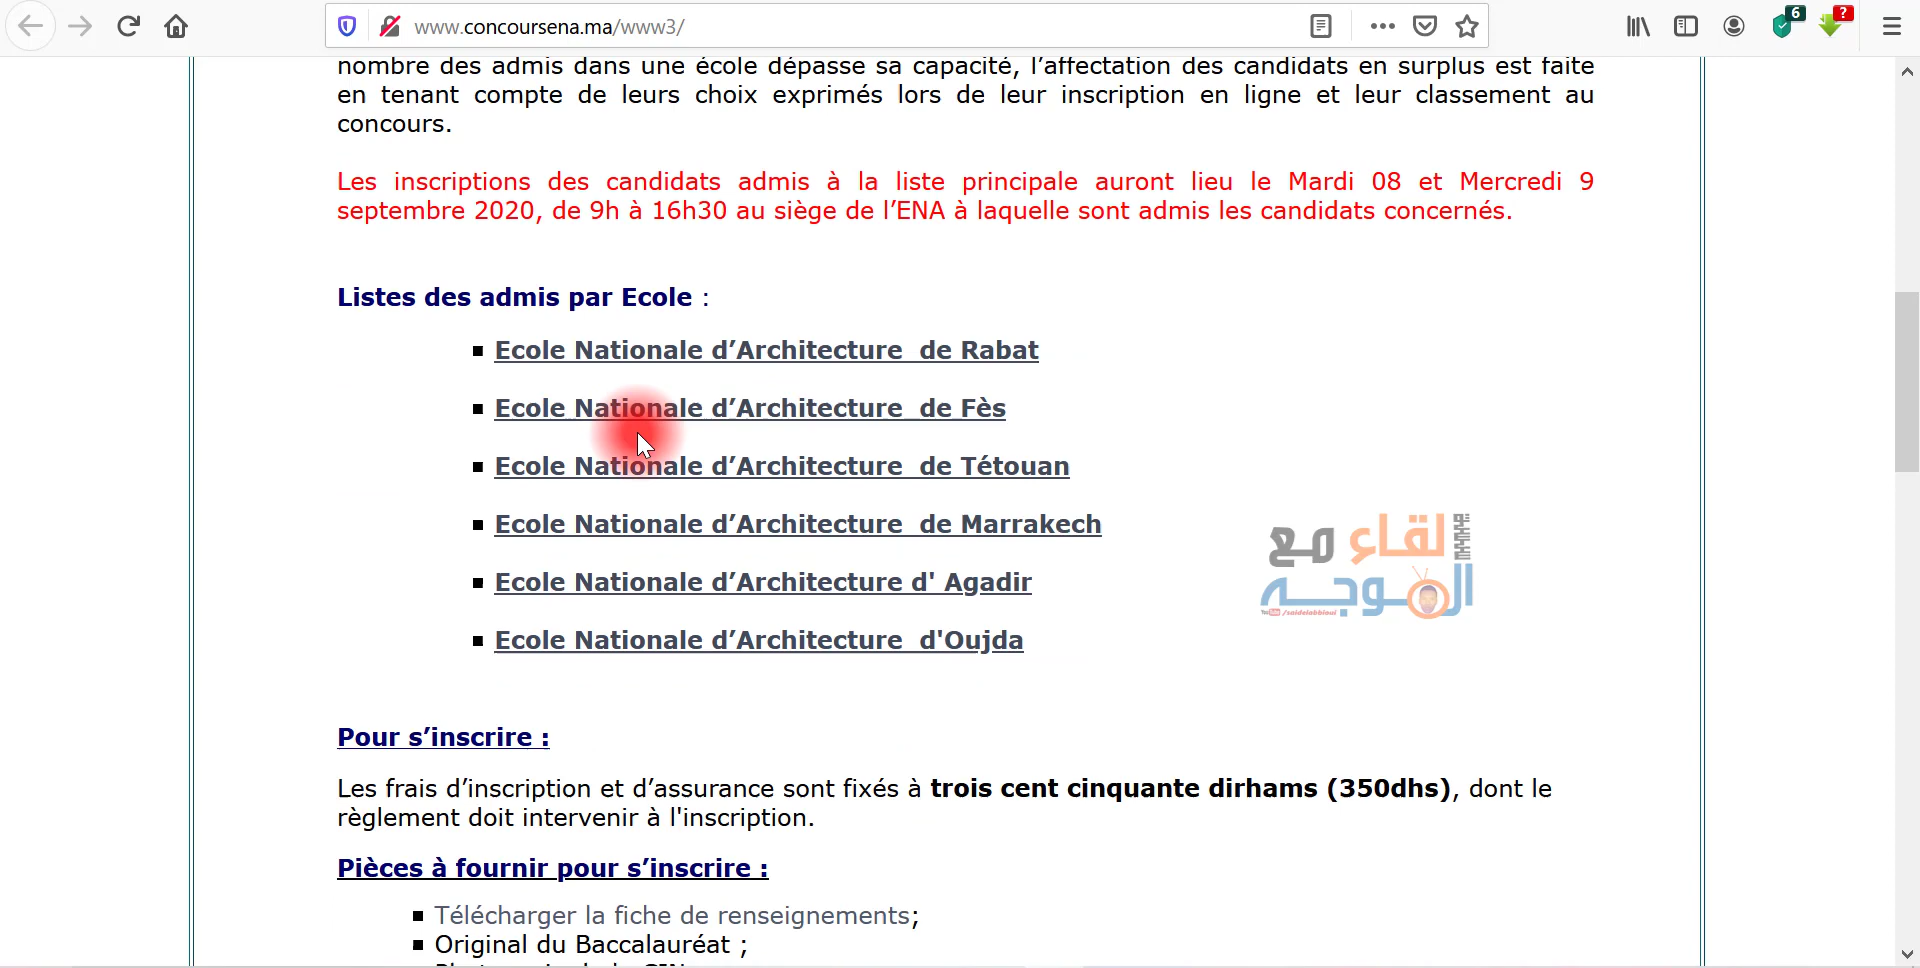 www.concoursena.ma/www3/
6
?
nombre des admis dans une école dépasse sa capacité, l’affectation des candidats en surplus est faite
en tenant compte de leurs choix exprimés lors de leur inscription en ligne et leur classement au
concours.
Les inscriptions des candidats admis à la liste principale auront lieu le Mardi 08 et Mercredi 9
septembre 2020, de 9h à 16h30 au siège de l’ENA à laquelle sont admis les candidats concernés.
Listes des admis par Ecole :
Ecole Nationale d’Architecture de Rabat
Ecole Nationale d’Architecture de Fès
Ecole Nationale d’Architecture de Tétouan
Ecole Nationale d’Architecture de Marrakech
Ecole Nationale d’Architecture d' Agadir
Ecole Nationale d’Architecture d'Oujda
لقاء مع
الموجه
/saidelabbioui
Pour s’inscrire :
Les frais d’inscription et d’assurance sont fixés à trois cent cinquante dirhams (350dhs), dont le
règlement doit intervenir à l'inscription.
Pièces à fournir pour s’inscrire :
Télécharger la fiche de renseignements;
Original du Baccalauréat ;